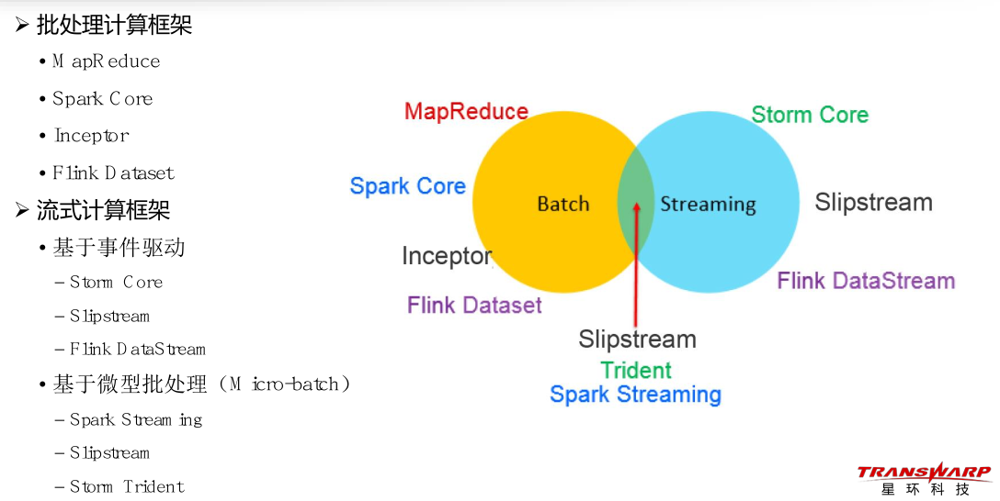 ➢ 批处理计算框架
• MapReduce
• Spark Core
• Inceptor
• Flink Dataset
➢ 流式计算框架
• 基于事件驱动
– Storm Core
– Slipstream
– Flink DataStream
• 基于微型批处理（Micro-batch）
– Spark Streaming
– Slipstream
– Storm Trident
MapReduce
Storm Core
Spark Core
Batch
Streaming
Slipstream
Inceptor
Flink DataStream
Flink Dataset
Slipstream
Trident
Spark Streaming
TRANSWARP
星环科技